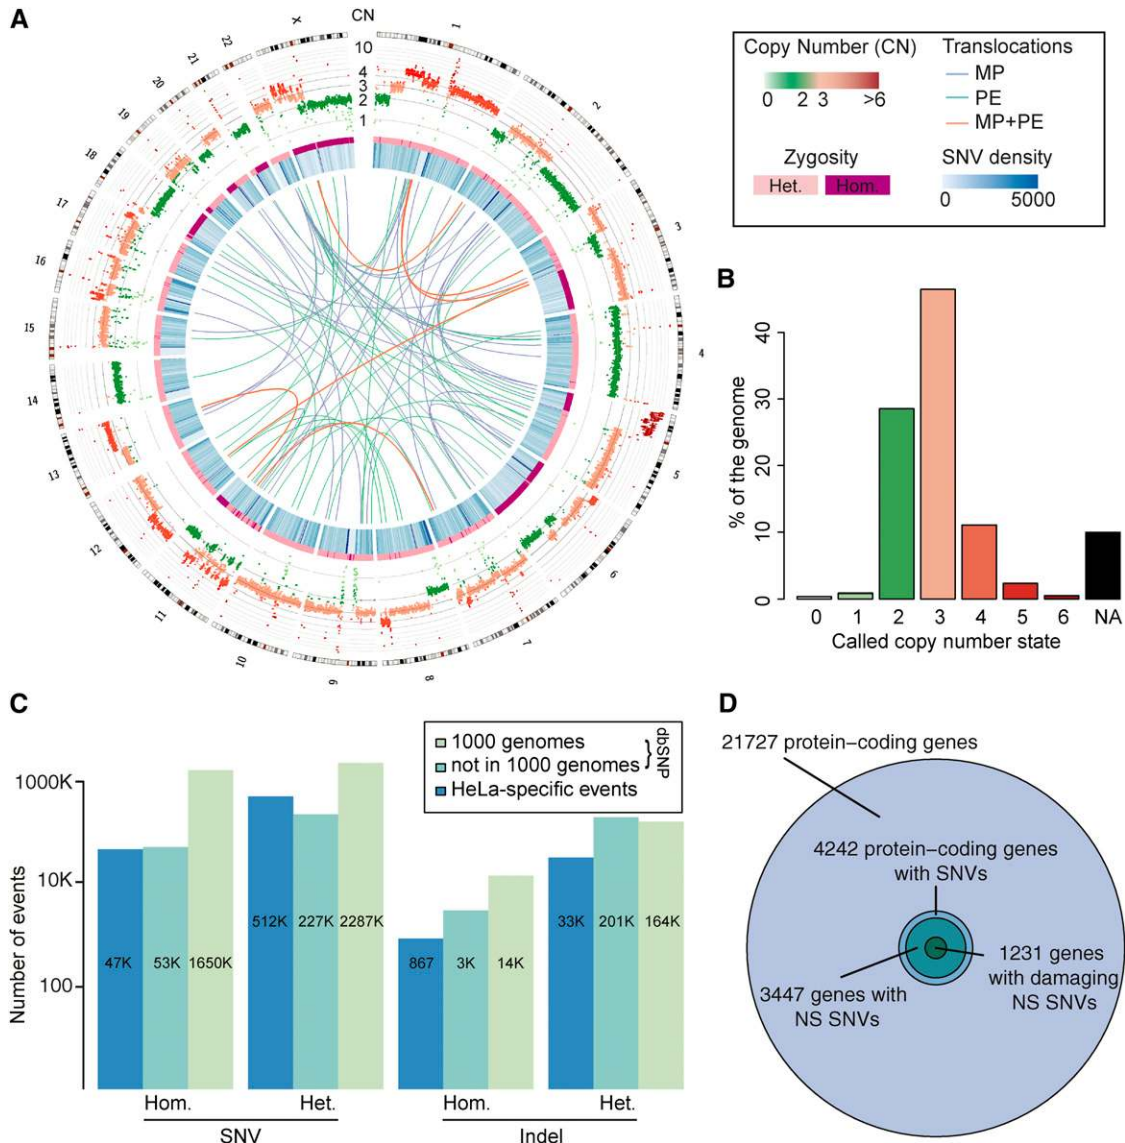 A
CN
10
4
3
2
1
1
2
3
4
5
6
7
8
9
10
11
12
13
14
15
16
17
18
19
20
21
22
X
Copy Number (CN)
0 2 3 >6
Translocations
MP
PE
MP+PE
Zygosity
Het. Hom.
SNV density
0 5000
B
% of the genome
40
30
20
10
0
0 1 2 3 4 5 6 NA
Called copy number state
C
1000 genomes
not in 1000 genomes
dbSNP
HeLa-specific events
Number of events
1000K
10K
100
47K 53K 1650K 512K 227K 2287K 867 3K 14K 33K 201K 164K
Hom. Het. Hom. Het.
SNV Indel
D
21727 protein-coding genes
4242 protein-coding genes
with SNVs
3447 genes with
NS SNVs
1231 genes
with damaging
NS SNVs